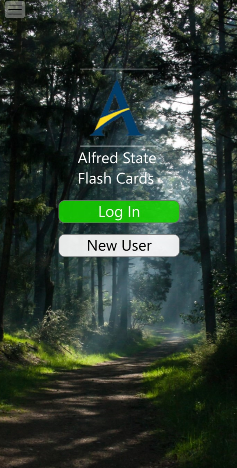 Alfred State
Flash Cards
Log In
New User